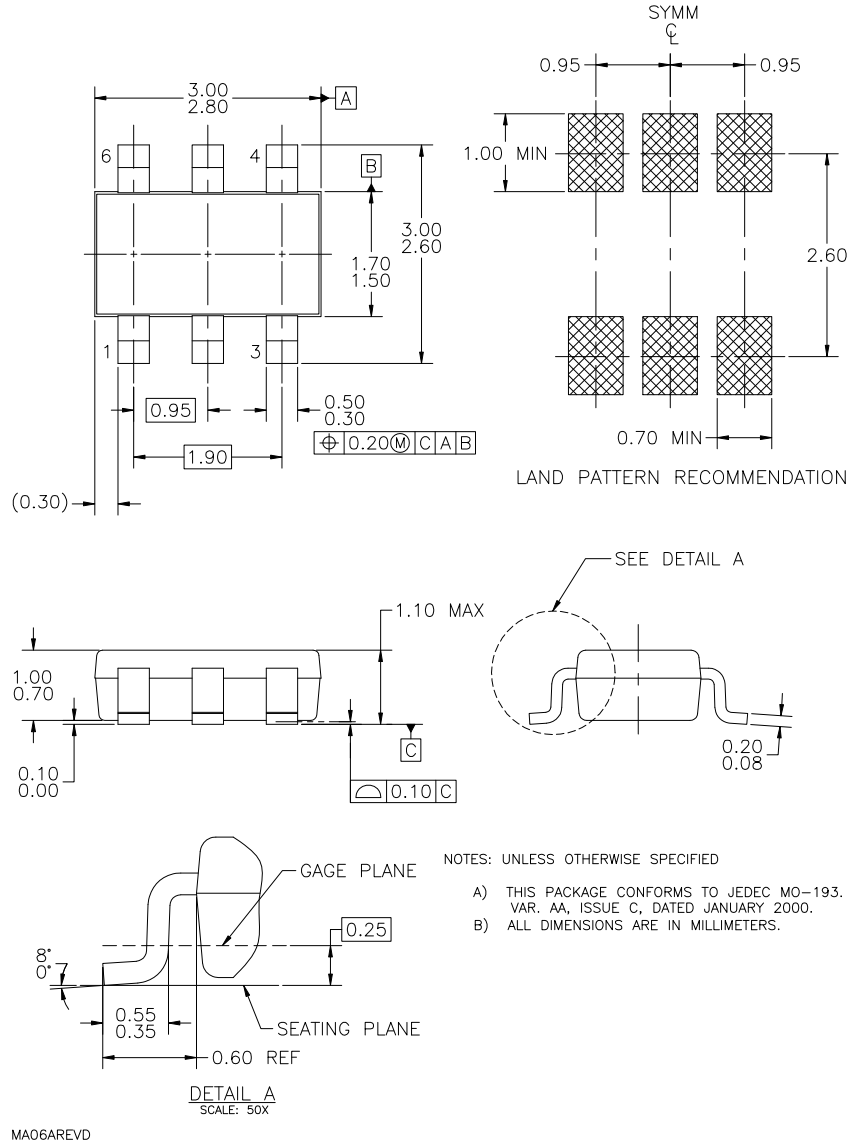 SYMM
℄
0.95
0.95
3.00
2.80
A
6
4
B
1.00 MIN
3.00
2.60
1.70
1.50
2.60
1
3
0.95
0.50
0.30
⌖ 0.20Ⓜ C A B
0.70 MIN
1.90
(0.30)
LAND PATTERN RECOMMENDATION
SEE DETAIL A
1.10 MAX
1.00
0.70
C
0.20
0.08
0.10
0.00
⌓ 0.10 C
NOTES: UNLESS OTHERWISE SPECIFIED
A) THIS PACKAGE CONFORMS TO JEDEC MO-193.
VAR. AA, ISSUE C, DATED JANUARY 2000.
B) ALL DIMENSIONS ARE IN MILLIMETERS.
GAGE PLANE
0.25
8°
0°
0.55
0.35
SEATING PLANE
0.60 REF
DETAIL A
SCALE: 50X
MA06AREVD